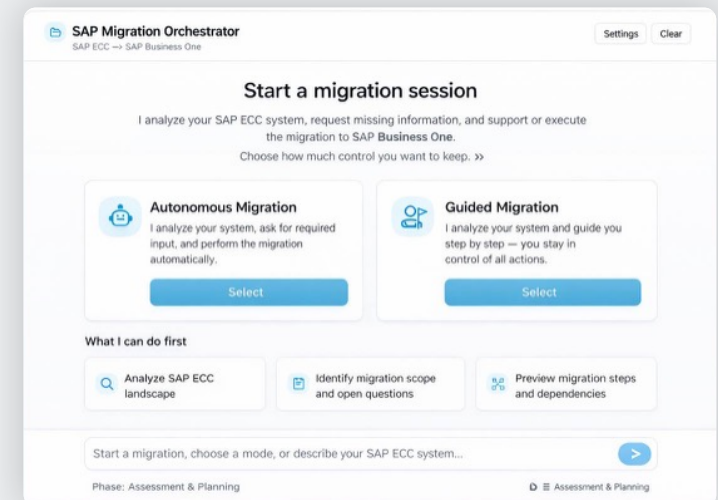 SAP Migration Orchestrator
SAP ECC —> SAP Business One
Settings
Clear
Start a migration session
I analyze your SAP ECC system, request missing information, and support or execute
the migration to SAP Business One.
Choose how much control you want to keep. »
Autonomous Migration
I analyze your system, ask for required
input, and perform the migration
automatically.
Select
Guided Migration
I analyze your system and guide you
step by step — you stay in
control of all actions.
Select
What I can do first
Analyze SAP ECC
landscape
Identify migration scope
and open questions
Preview migration steps
and dependencies
Start a migration, choose a mode, or describe your SAP ECC system...
Phase: Assessment & Planning
Assessment & Planning